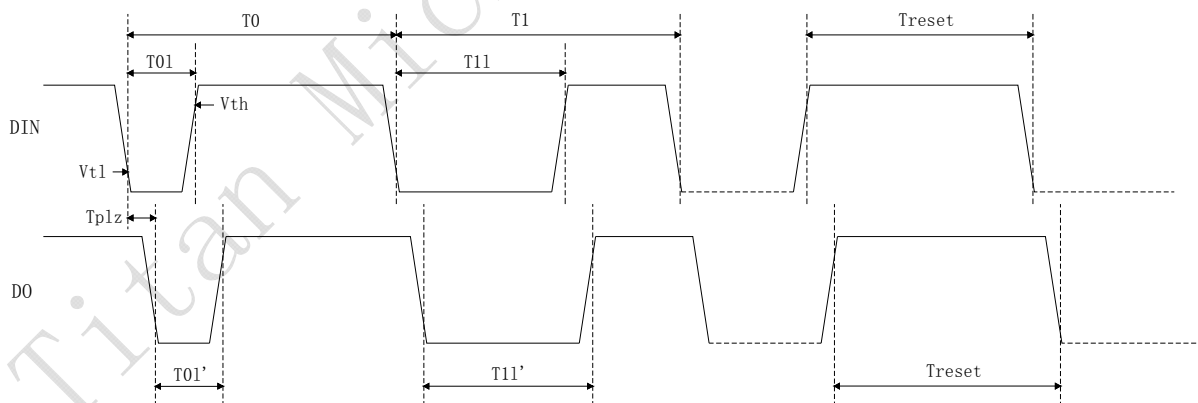 T0 T1 Treset
T01 T11
Vth
DIN
Vtl
Tplz
DO
T01' T11' Treset
Titan Mic